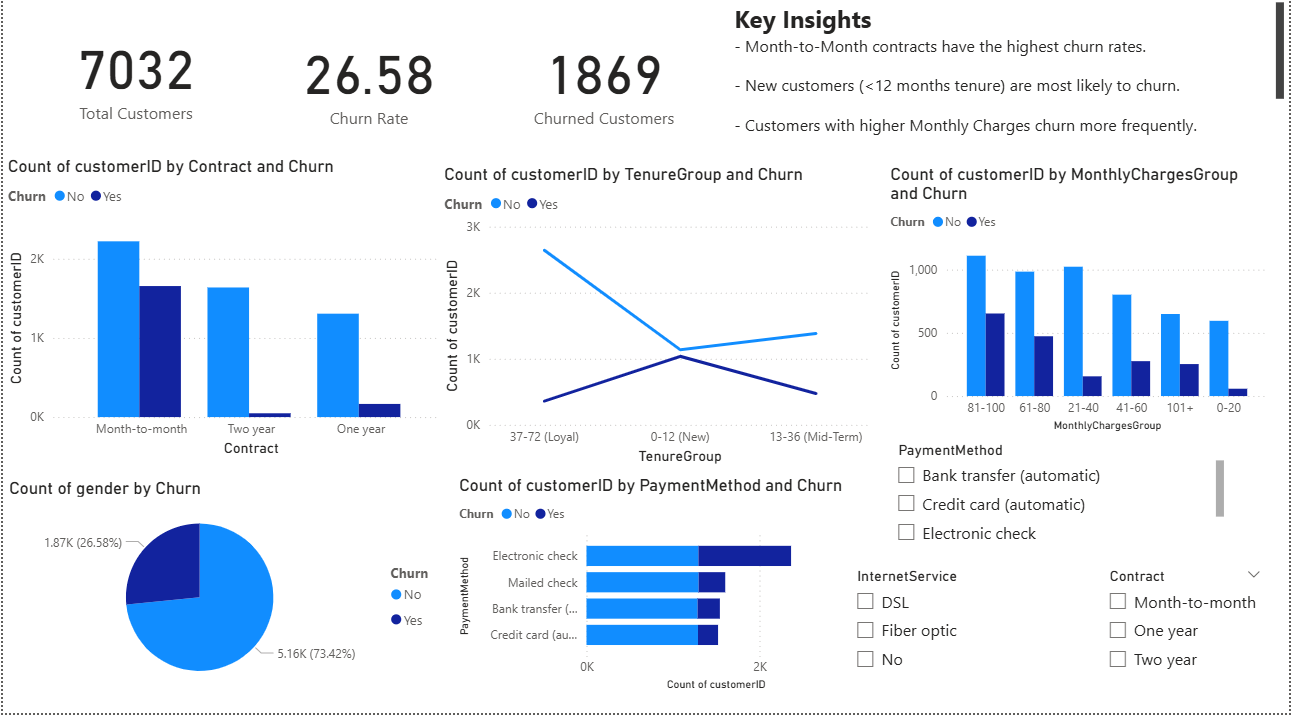 7032
Total Customers
26.58
Churn Rate
1869
Churned Customers
Key Insights
- Month-to-Month contracts have the highest churn rates.
- New customers (<12 months tenure) are most likely to churn.
- Customers with higher Monthly Charges churn more frequently.
Count of customerID by Contract and Churn
Churn No Yes
Count of customerID
2K
1K
0K
Month-to-month Two year One year
Contract
Count of customerID by TenureGroup and Churn
Churn No Yes
Count of customerID
3K
2K
1K
0K
37-72 (Loyal) 0-12 (New) 13-36 (Mid-Term)
TenureGroup
Count of customerID by MonthlyChargesGroup
and Churn
Churn No Yes
Count of customerID
1,000
500
0
81-100 61-80 21-40 41-60 101+ 0-20
MonthlyChargesGroup
Count of gender by Churn
1.87K (26.58%)
5.16K (73.42%)
Churn
No
Yes
Count of customerID by PaymentMethod and Churn
Churn No Yes
PaymentMethod
Electronic check
Mailed check
Bank transfer (...
Credit card (au...
0K 2K
Count of customerID
PaymentMethod
Bank transfer (automatic)
Credit card (automatic)
Electronic check
InternetService
DSL
Fiber optic
No
Contract
Month-to-month
One year
Two year